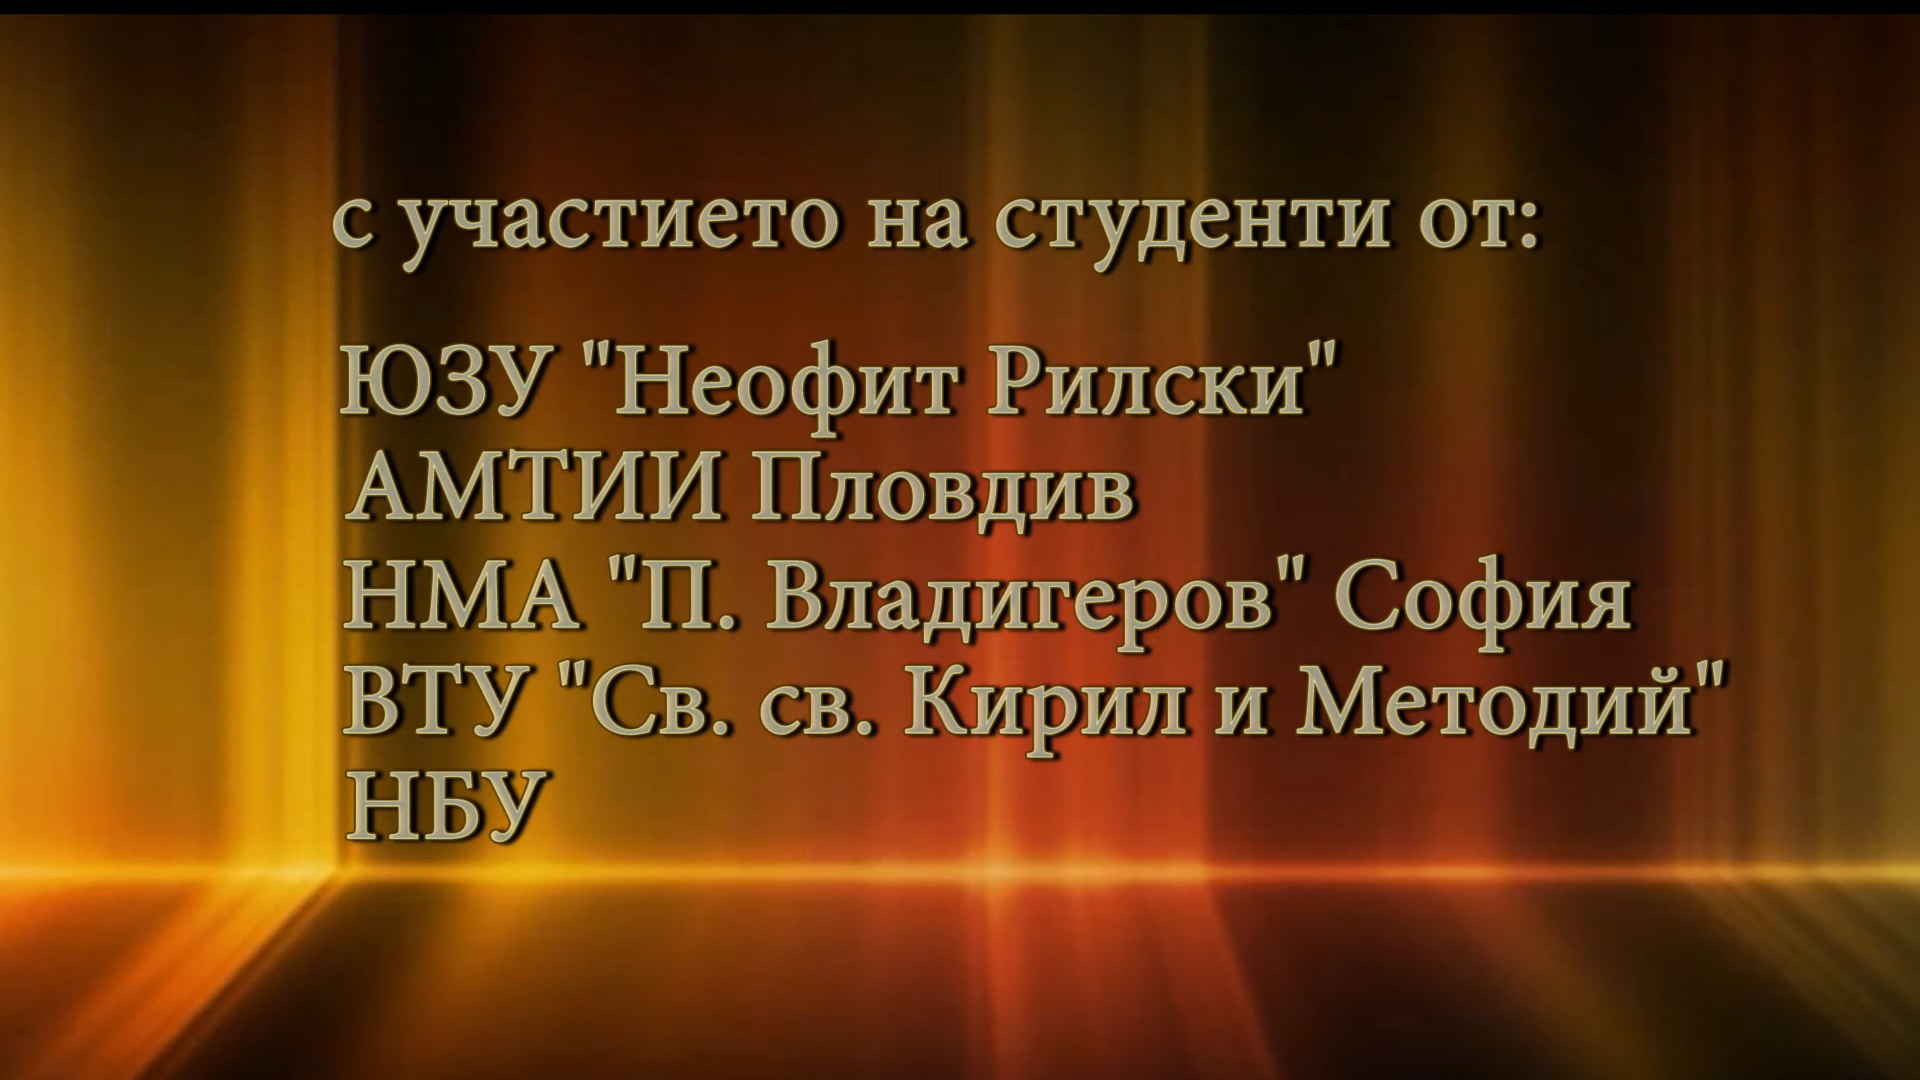 с участието на студенти от:
ЮЗУ "Неофит Рилски"
АМТИИ Пловдив
НМА "П. Владигеров" София
ВТУ "Св. св. Кирил и Методий"
НБУ